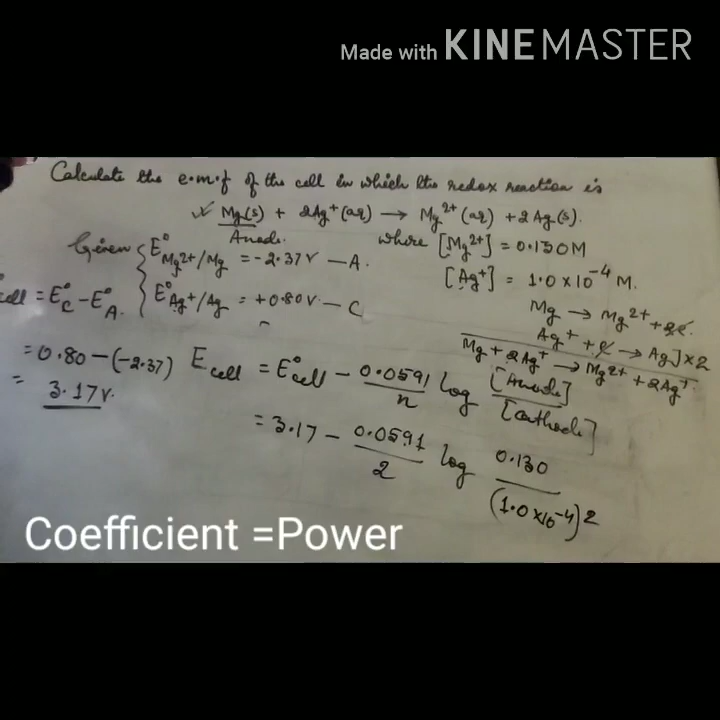 Made with KINEMASTER
Calculate the e.m.f of the cell in which the redox reaction is
✓ Mg(s) + 2Ag⁺(aq) → Mg²⁺(aq) + 2Ag(s).
Anode.
where [Mg²⁺] = 0.130M
[Ag⁺] = 1.0×10⁻⁴ M.
Given { E°Mg²⁺/Mg = -2.37V — A.
E°Ag⁺/Ag = +0.80V — C
cell = E°C - E°A.
= 0.80-(-2.37)
= 3.17V.
Mg → Mg²⁺ + 2e.
Ag⁺ + e → Ag]×2
Mg + 2Ag⁺ → Mg²⁺ + 2Ag⁺
Ecell = E°cell - 0.0591/n log [Anode]/[Cathode]
= 3.17 - 0.0591/2 log 0.130/(1.0×10⁻⁴)²
Coefficient =Power